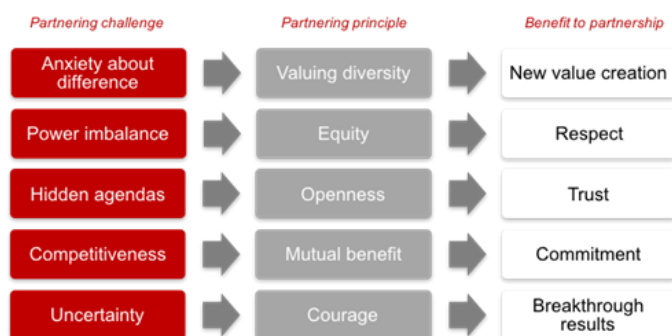 Partnering challenge
Partnering principle
Benefit to partnership
Anxiety about
difference
Valuing diversity
New value creation
Power imbalance
Equity
Respect
Hidden agendas
Openness
Trust
Competitiveness
Mutual benefit
Commitment
Uncertainty
Courage
Breakthrough
results